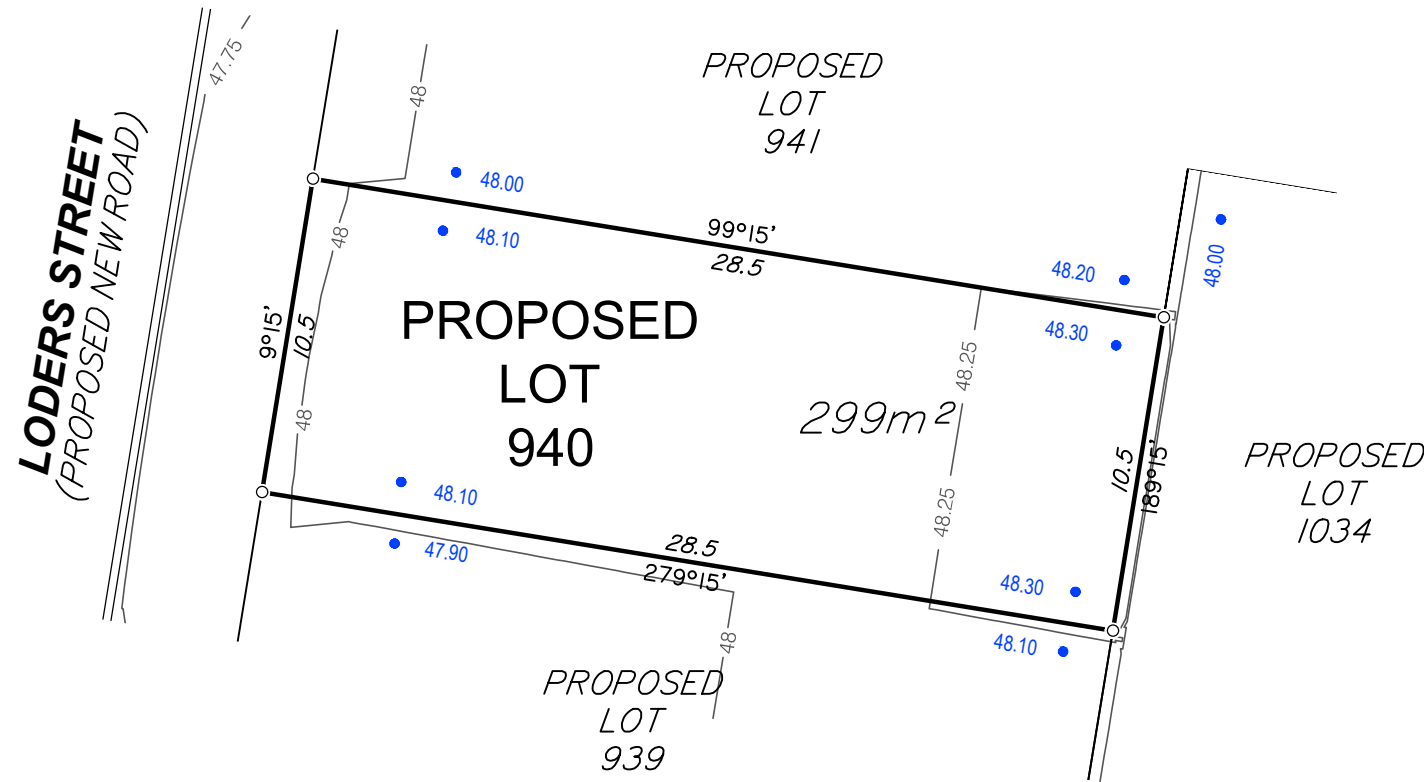 LODERS STREET
(PROPOSED NEW ROAD)
47.75
48
PROPOSED
LOT
941
48.00
48.10
99°15'
28.5
48.20
48.30
48.00
48
9°15'
10.5
48
PROPOSED
LOT
940
299m²
48.25
48.25
10.5
189°15'
PROPOSED
LOT
1034
48.10
47.90
28.5
279°15'
48.30
48.10
48
PROPOSED
LOT
939